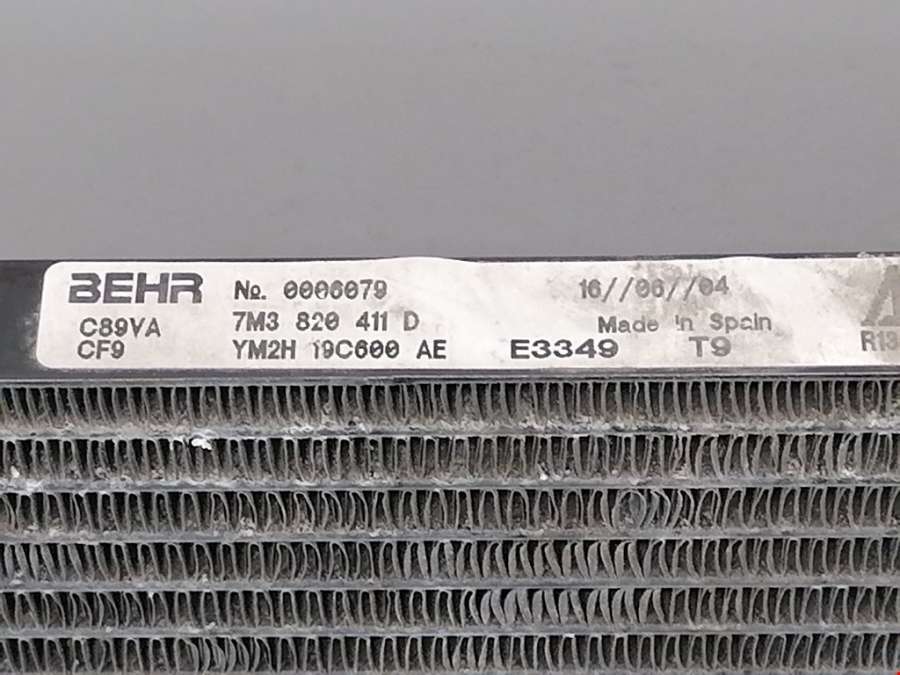 BEHR No. 0006079 16//06//04
C89VA 7M3 820 411 D Made in Spain
CF9 YM2H 19C600 AE E3349 T9